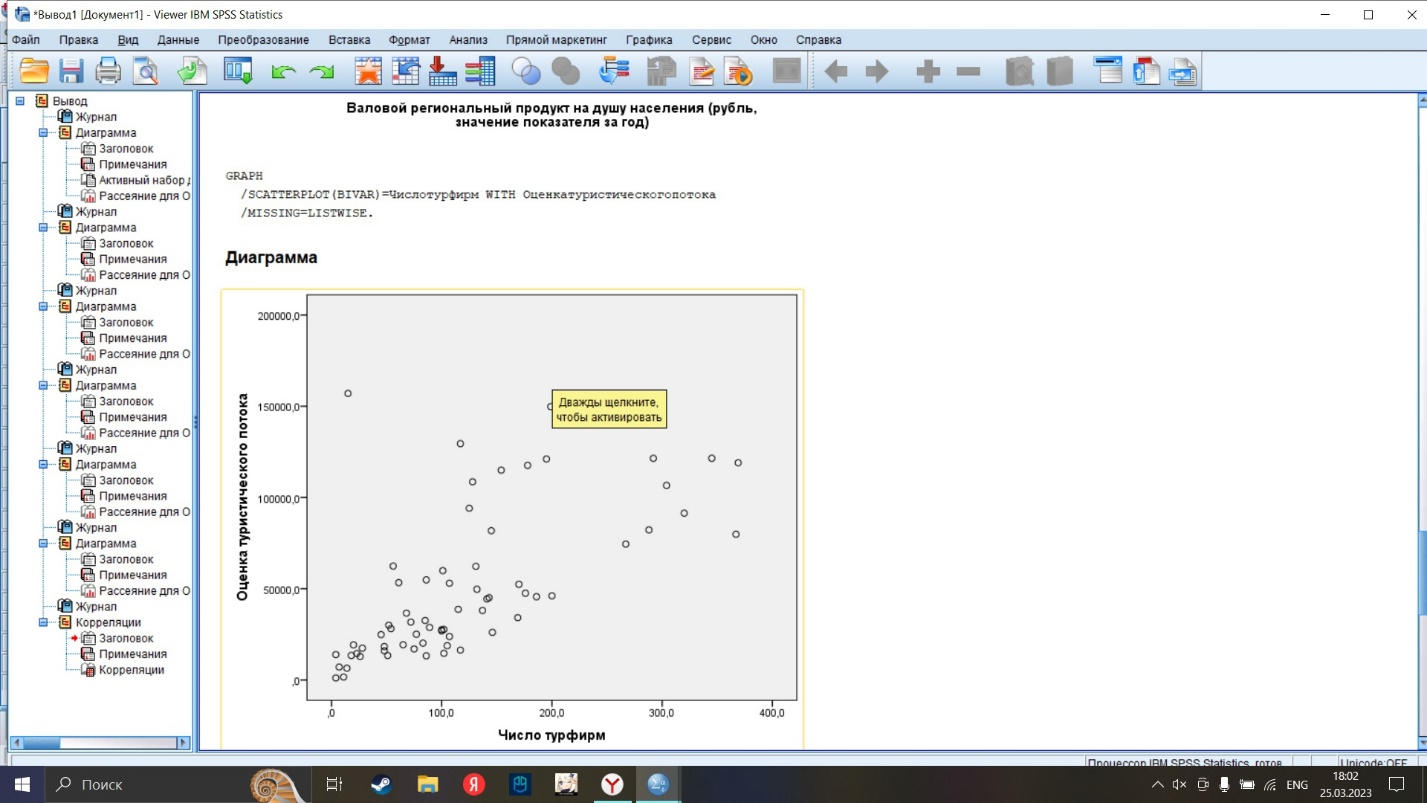 *Вывод1 [Документ1] - Viewer IBM SPSS Statistics
Файл Правка Вид Данные Преобразование Вставка Формат Анализ Прямой маркетинг Графика Сервис Окно Справка
Вывод
Журнал
Диаграмма
Заголовок
Примечания
Активный набор
Рассеяние для О
Журнал
Диаграмма
Заголовок
Примечания
Рассеяние для О
Журнал
Диаграмма
Заголовок
Примечания
Рассеяние для О
Журнал
Диаграмма
Заголовок
Примечания
Рассеяние для О
Журнал
Диаграмма
Заголовок
Примечания
Рассеяние для О
Журнал
Диаграмма
Заголовок
Примечания
Рассеяние для О
Журнал
Корреляции
Заголовок
Примечания
Корреляции
Валовой региональный продукт на душу населения (рубль,
значение показателя за год)
GRAPH
/SCATTERPLOT(BIVAR)=Числотурфирм WITH Оценкатуристическогопотока
/MISSING=LISTWISE.
Диаграмма
Оценка туристического потока
200000,0
150000,0
100000,0
50000,0
,0
Дважды щелкните,
чтобы активировать
,0 100,0 200,0 300,0 400,0
Число турфирм
Процессор IBM SPSS Statistics готов Unicode:OFF
Поиск
ENG
18:02
25.03.2023